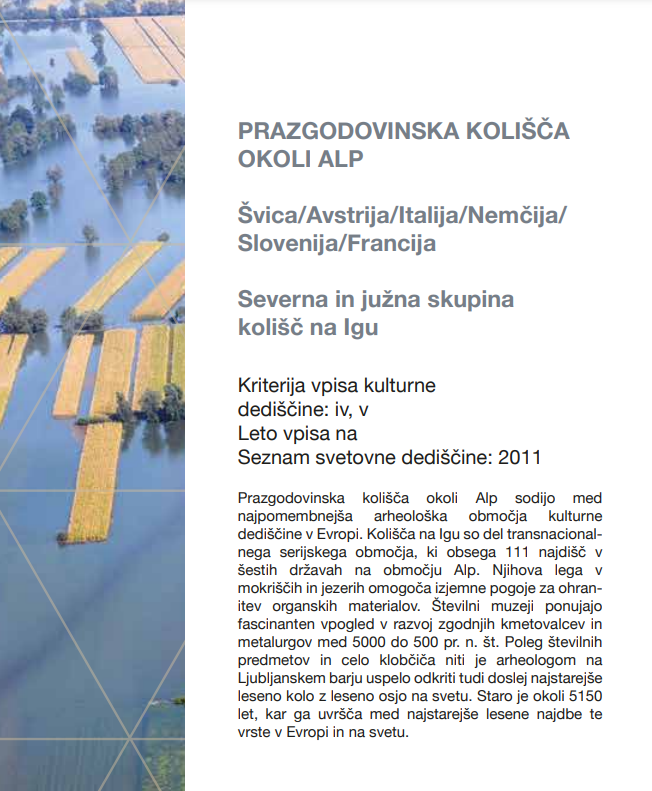 PRAZGODOVINSKA KOLIŠČA
OKOLI ALP
Švica/Avstrija/Italija/Nemčija/
Slovenija/Francija
Severna in južna skupina
kolišč na Igu
Kriterija vpisa kulturne
dediščine: iv, v
Leto vpisa na
Seznam svetovne dediščine: 2011
Prazgodovinska kolišča okoli Alp sodijo med
najpomembnejša arheološka območja kulturne
dediščine v Evropi. Kolišča na Igu so del transnacional-
nega serijskega območja, ki obsega 111 najdišč v
šestih državah na območju Alp. Njihova lega v
mokriščih in jezerih omogoča izjemne pogoje za ohran-
itev organskih materialov. Številni muzeji ponujajo
fascinanten vpogled v razvoj zgodnjih kmetovalcev in
metalurgov med 5000 do 500 pr. n. št. Poleg številnih
predmetov in celo klobčiča niti je arheologom na
Ljubljanskem barju uspelo odkriti tudi doslej najstarejše
leseno kolo z leseno osjo na svetu. Staro je okoli 5150
let, kar ga uvršča med najstarejše lesene najdbe te
vrste v Evropi in na svetu.